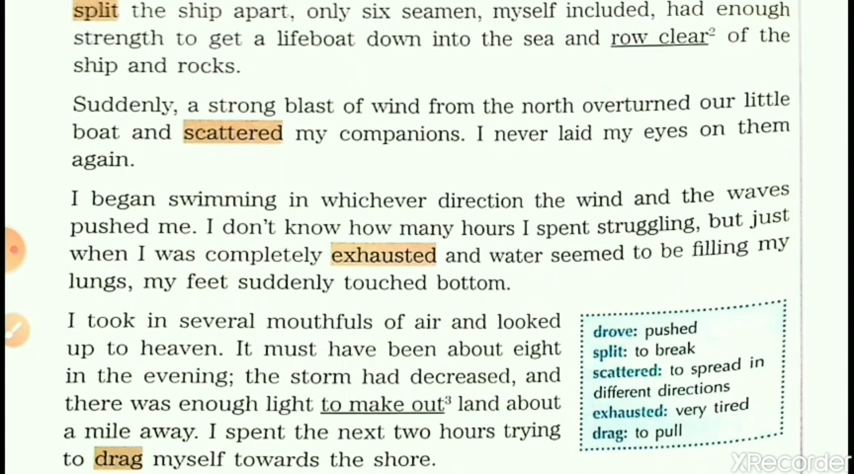 split the ship apart, only six seamen, myself included, had enough
strength to get a lifeboat down into the sea and row clear² of the
ship and rocks.
Suddenly, a strong blast of wind from the north overturned our little
boat and scattered my companions. I never laid my eyes on them
again.
I began swimming in whichever direction the wind and the waves
pushed me. I don't know how many hours I spent struggling, but just
when I was completely exhausted and water seemed to be filling my
lungs, my feet suddenly touched bottom.
I took in several mouthfuls of air and looked
up to heaven. It must have been about eight
in the evening; the storm had decreased, and
there was enough light to make out³ land about
a mile away. I spent the next two hours trying
to drag myself towards the shore.
drove: pushed
split: to break
scattered: to spread in
different directions
exhausted: very tired
drag: to pull
XRecorder